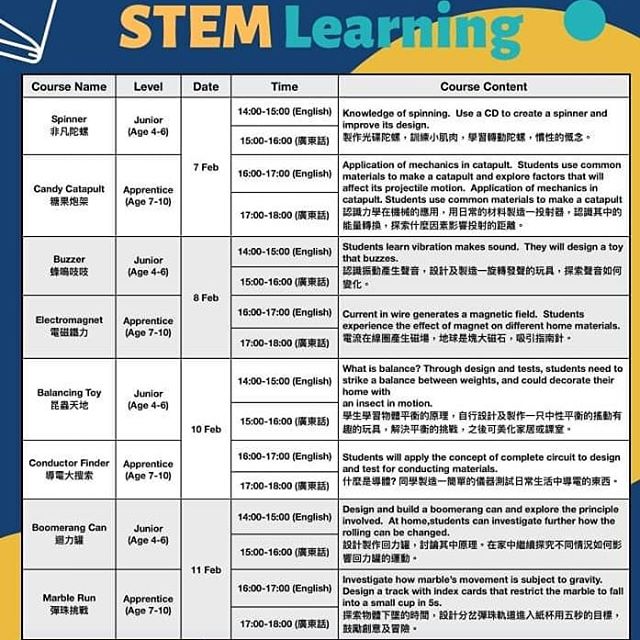 STEM Learning
Course Name Level Date Time Course Content
Spinner
非凡陀螺
Junior
(Age 4-6)
7 Feb
14:00-15:00 (English)
15:00-16:00 (廣東話)
Knowledge of spinning. Use a CD to create a spinner and
improve its design.
製作光碟陀螺，訓練小肌肉，學習轉動陀螺，慣性的概念。
Candy Catapult
糖果炮架
Apprentice
(Age 7-10)
16:00-17:00 (English)
17:00-18:00 (廣東話)
Application of mechanics in catapult. Students use common
materials to make a catapult and explore factors that will
affect its projectile motion. Application of mechanics in
catapult. Students use common materials to make a catapult
認識力學在機械的應用，用日常的材料製造一投射器，認識其中的
能量轉換，探索什麼因素影響投射的距離。
Buzzer
蜂鳴吱吱
Junior
(Age 4-6)
8 Feb
14:00-15:00 (English)
15:00-16:00 (廣東話)
Students learn vibration makes sound. They will design a toy
that buzzes.
認識振動產生聲音，設計及製造一旋轉發聲的玩具，探索聲音如何
變化。
Electromagnet
電磁鐵力
Apprentice
(Age 7-10)
16:00-17:00 (English)
17:00-18:00 (廣東話)
Current in wire generates a magnetic field. Students
experience the effect of magnet on different home materials.
電流在線圈產生磁場，地球是塊大磁石，吸引指南針。
Balancing Toy
昆蟲天地
Junior
(Age 4-6)
10 Feb
14:00-15:00 (English)
15:00-16:00 (廣東話)
What is balance? Through design and tests, students need to
strike a balance between weights, and could decorate their
home with
an insect in motion.
學生學習物體平衡的原理，自行設計及製作一只中性平衡的搖動有
趣的玩具，解決平衡的挑戰，之後可美化家居或課室。
Conductor Finder
導電大搜索
Apprentice
(Age 7-10)
16:00-17:00 (English)
17:00-18:00 (廣東話)
Students will apply the concept of complete circuit to design
and test for conducting materials.
什麼是導體? 同學製造一簡單的儀器測試日常生活中導電的東西。
Boomerang Can
迴力罐
Junior
(Age 4-6)
11 Feb
14:00-15:00 (English)
15:00-16:00 (廣東話)
Design and build a boomerang can and explore the principle
involved. At home,students can investigate further how the
rolling can be changed.
設計製作回力罐，討論其中原理。在家中繼續探究不同情況如何影
響回力罐的運動。
Marble Run
彈珠挑戰
Apprentice
(Age 7-10)
16:00-17:00 (English)
17:00-18:00 (廣東話)
Investigate how marble's movement is subject to gravity.
Design a track with index cards that restrict the marble to fall
into a small cup in 5s.
探索物體下墜的時間，設計分岔彈珠軌道進入紙杯用五秒的目標，
鼓勵創意及冒險。